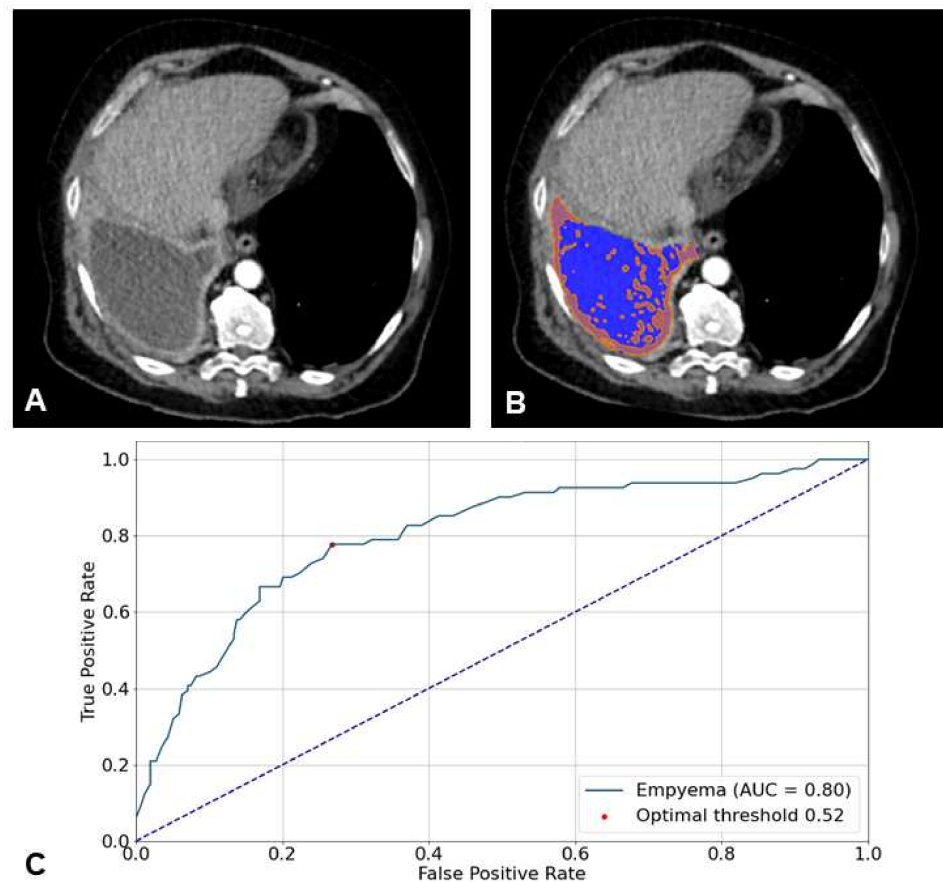 A
B
1.0
0.8
0.6
0.4
0.2
0.0
True Positive Rate
Empyema (AUC = 0.80)
Optimal threshold 0.52
0.0 0.2 0.4 0.6 0.8 1.0
False Positive Rate
C